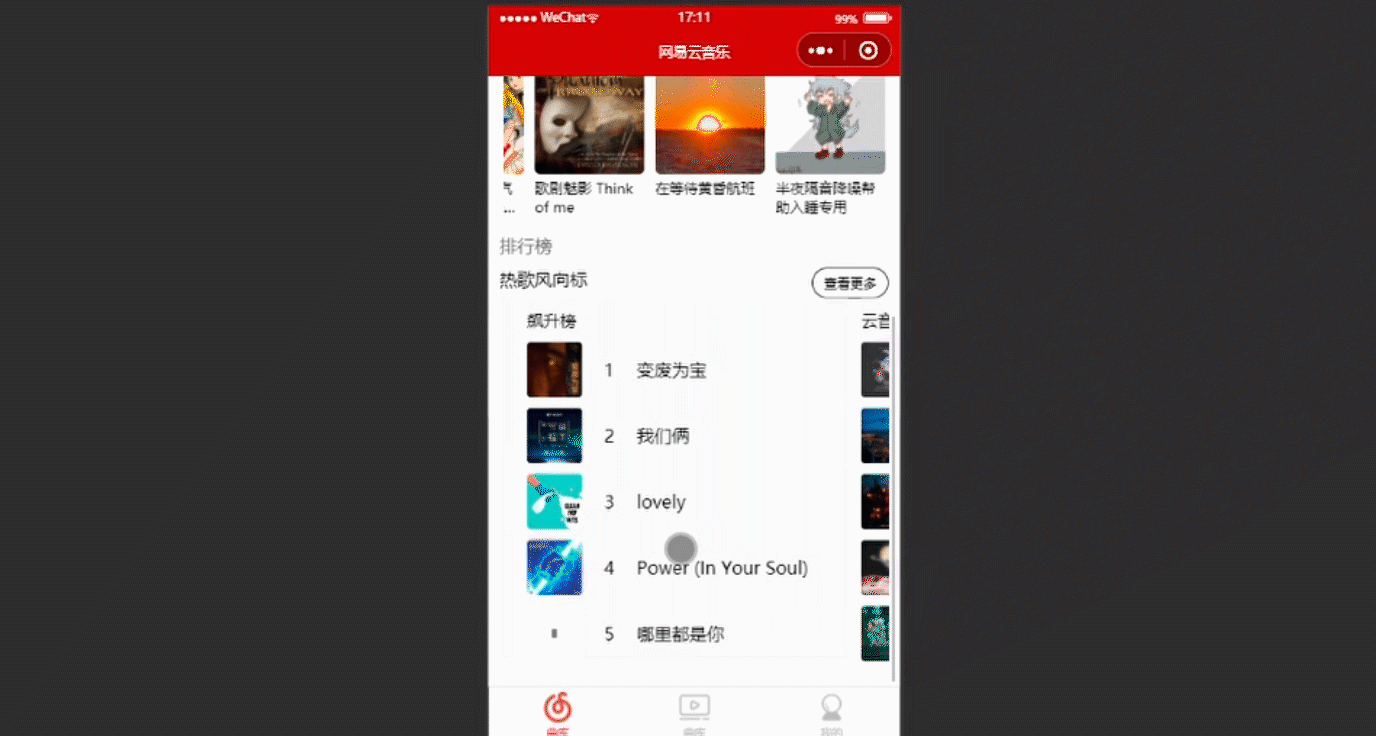 WeChat
17:11
99%
网易云音乐
气
...
歌剧魅影 Think
of me
在等待黄昏航班
半夜隔音降噪帮
助入睡专用
排行榜
热歌风向标
查看更多
飙升榜
云音
1 变废为宝
2 我们俩
3 lovely
4 Power (In Your Soul)
5 哪里都是你
我的